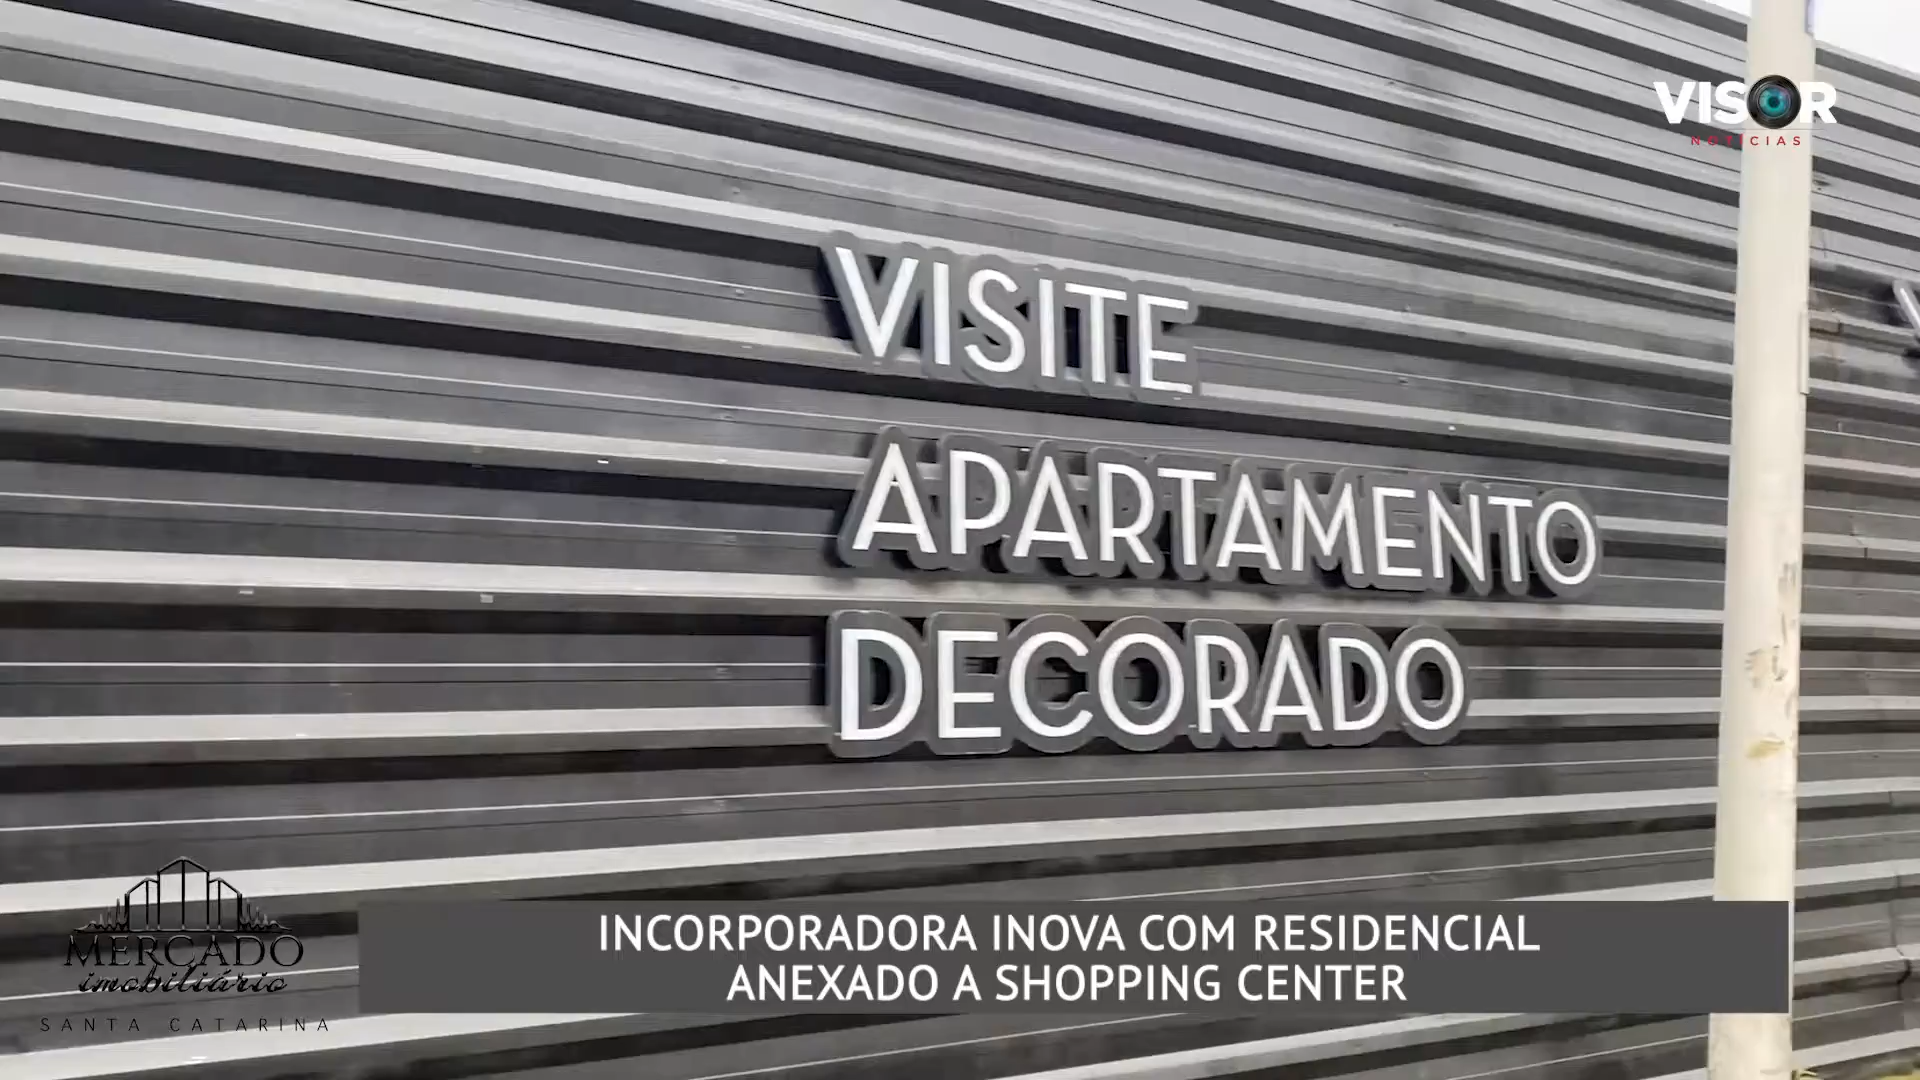 VISOR
NOTÍCIAS
VISITE
APARTAMENTO
DECORADO
INCORPORADORA INOVA COM RESIDENCIAL
ANEXADO A SHOPPING CENTER
MERCADO
imobiliário
SANTA CATARINA